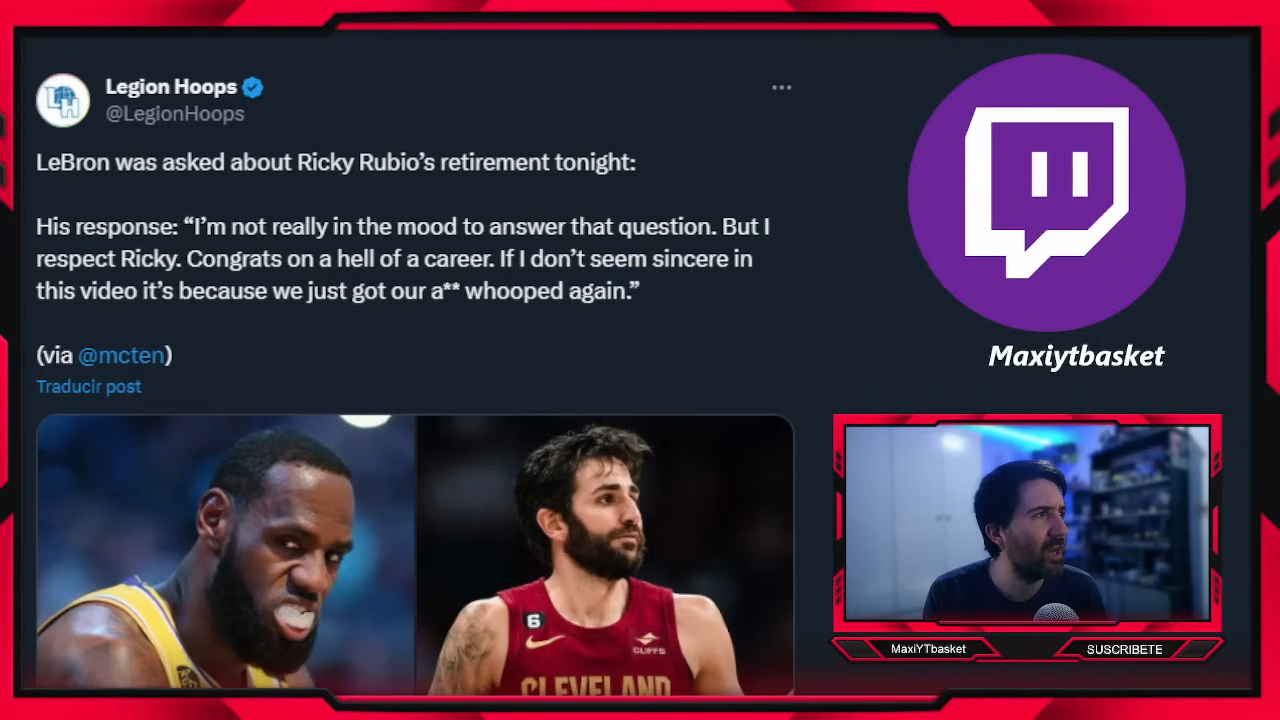 Legion Hoops
@LegionHoops
LeBron was asked about Ricky Rubio’s retirement tonight:
His response: “I’m not really in the mood to answer that question. But I
respect Ricky. Congrats on a hell of a career. If I don’t seem sincere in
this video it’s because we just got our a** whooped again.”
(via @mcten)
Traducir post
Maxiytbasket
6
CLIFFS
CLEVELAND
MaxiYTbasket
SUSCRIBETE